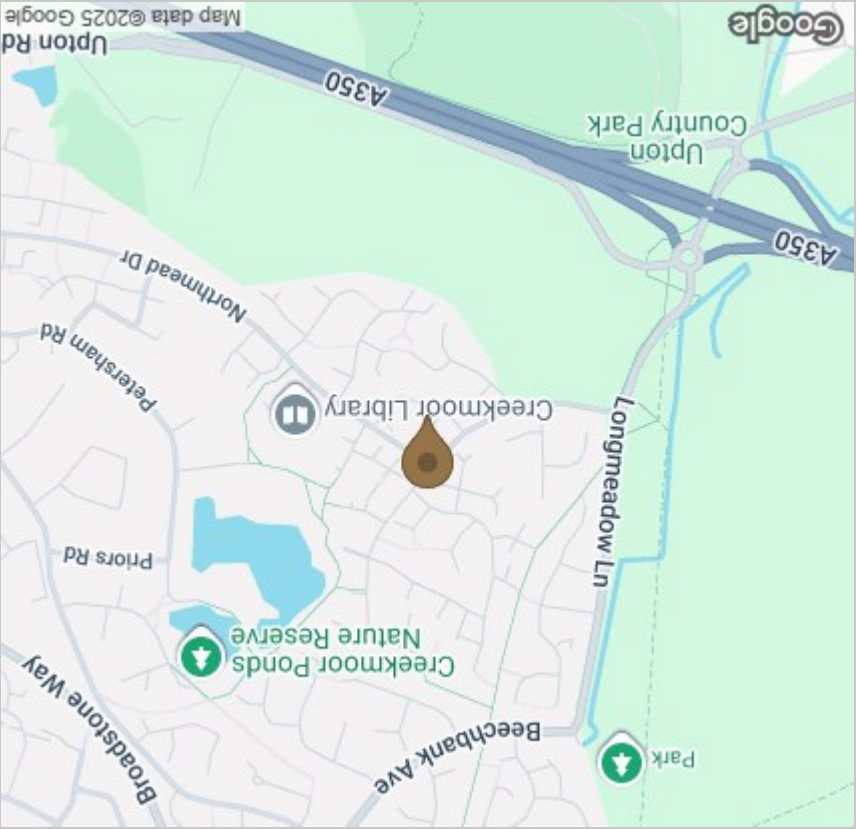 Park
Beechbank Ave
Broadstone Way
Creekmoor Ponds
Nature Reserve
Priors Rd
Longmeadow Ln
Creekmoor Library
Petersham Rd
Northmead Dr
A350
Upton
Country Park
A350
Upton Rd
Google
Map data ©2025 Google